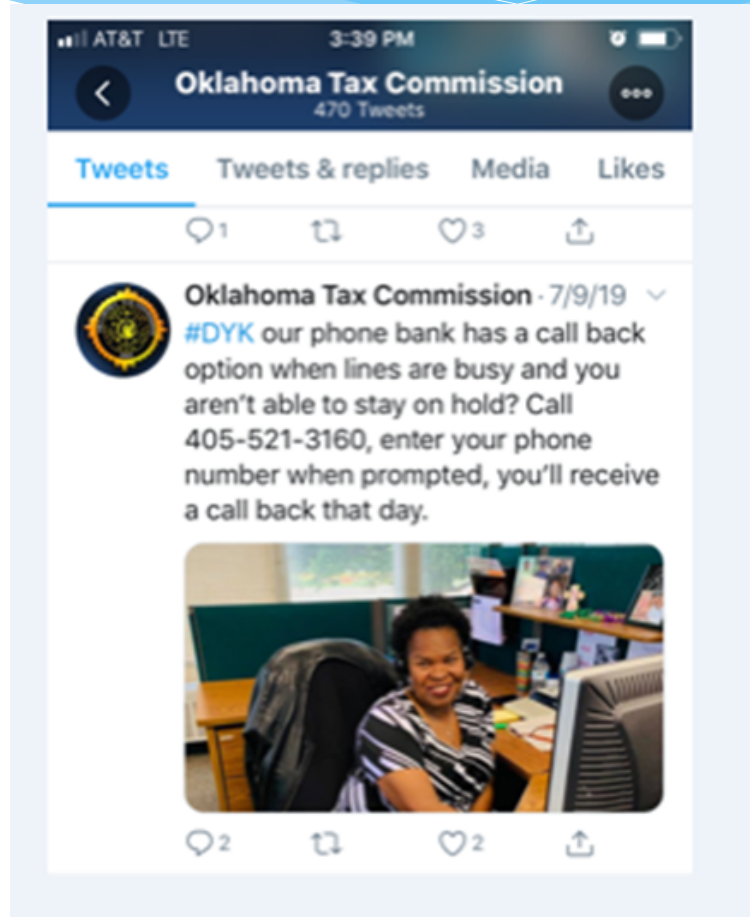 AT&T LTE 3:39 PM
Oklahoma Tax Commission
470 Tweets
Tweets Tweets & replies Media Likes
1 3
Oklahoma Tax Commission · 7/9/19
#DYK our phone bank has a call back
option when lines are busy and you
aren't able to stay on hold? Call
405-521-3160, enter your phone
number when prompted, you'll receive
a call back that day.
2 2